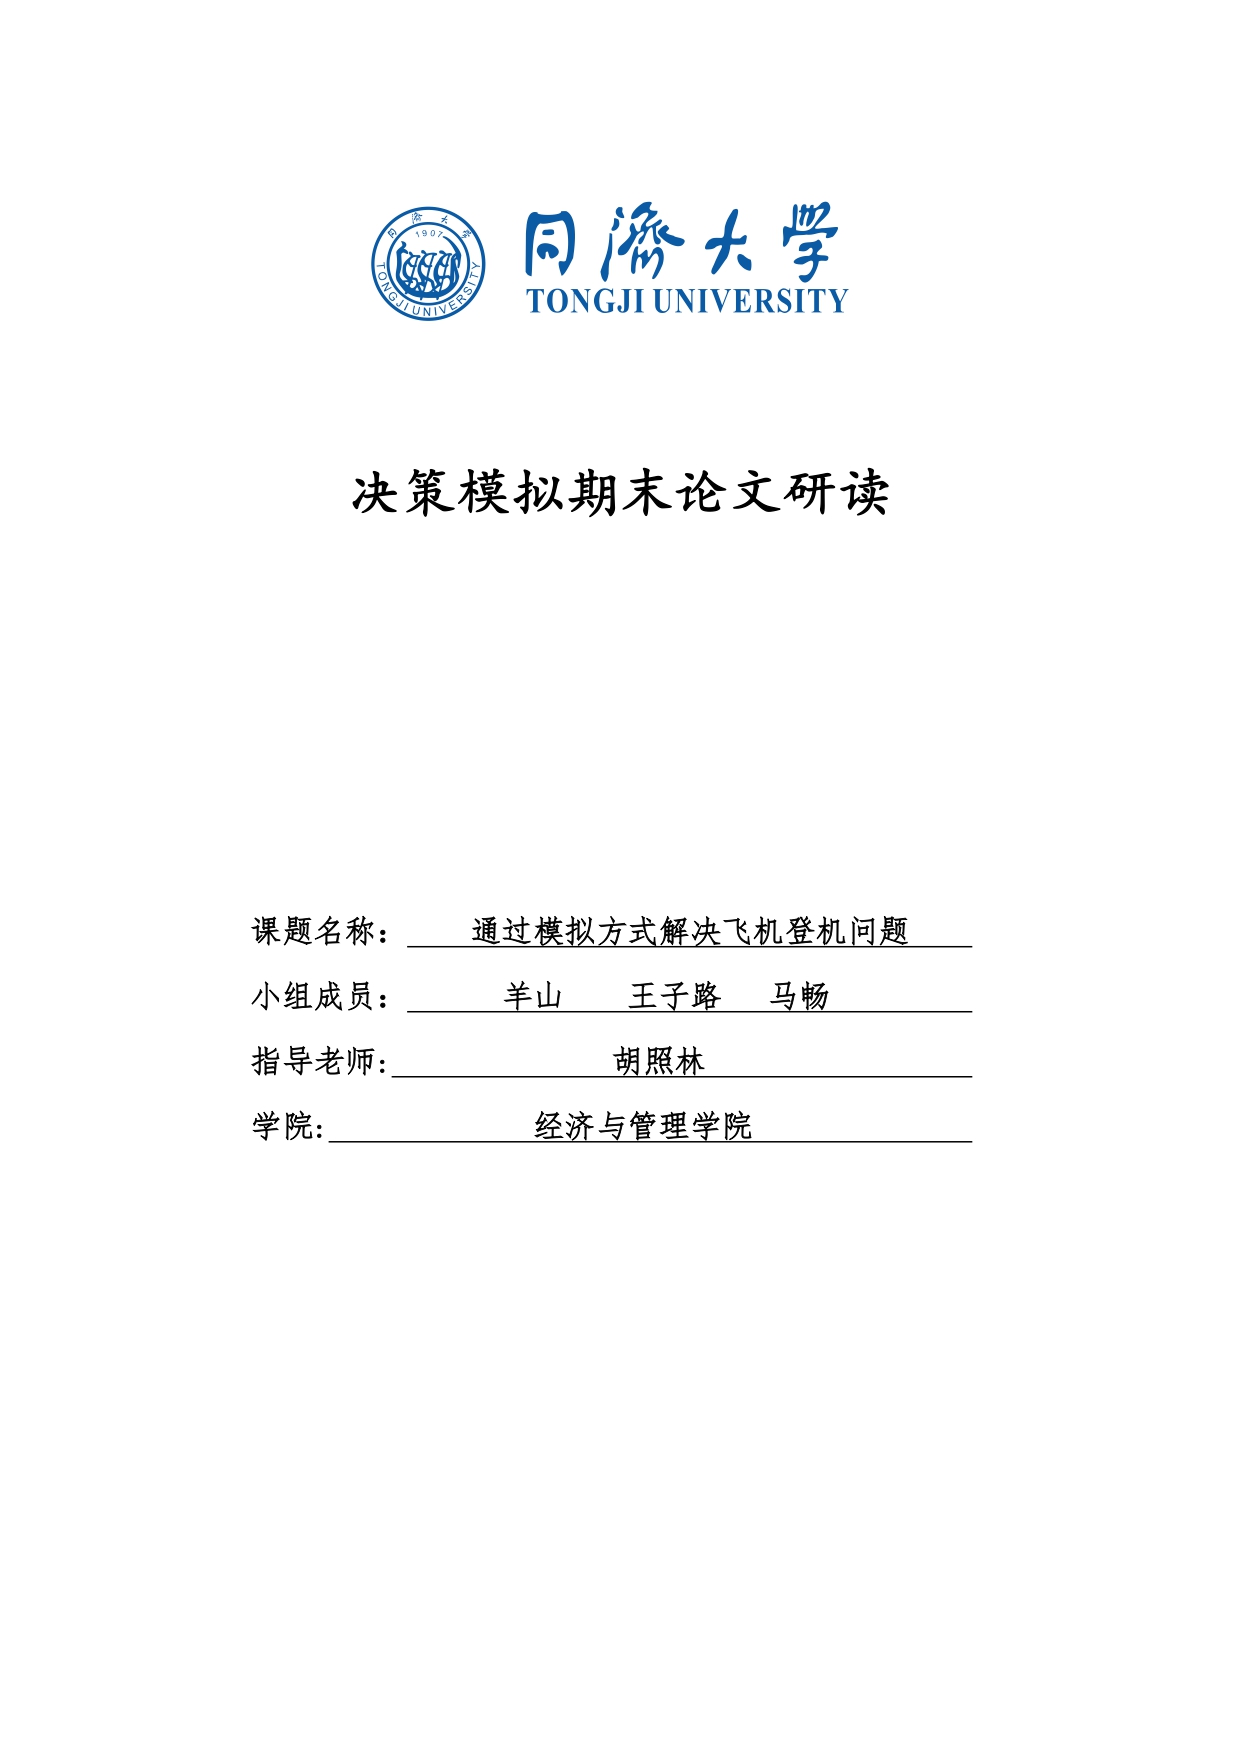 同济大学
1907
TONGJI UNIVERSITY
同濟大學
TONGJI UNIVERSITY
决策模拟期末论文研读
课题名称： 通过模拟方式解决飞机登机问题
小组成员： 羊山 王子路 马畅
指导老师: 胡照林
学院: 经济与管理学院